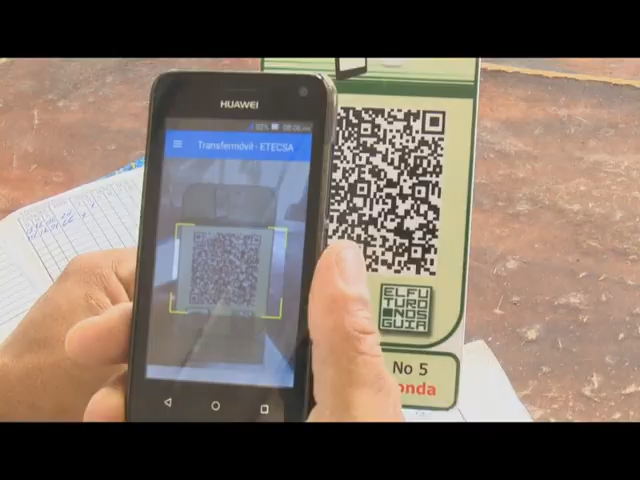 HUAWEI
Transfermóvil - ETECSA
ELFU
TURO
NOS
GUIA
No 5
onda